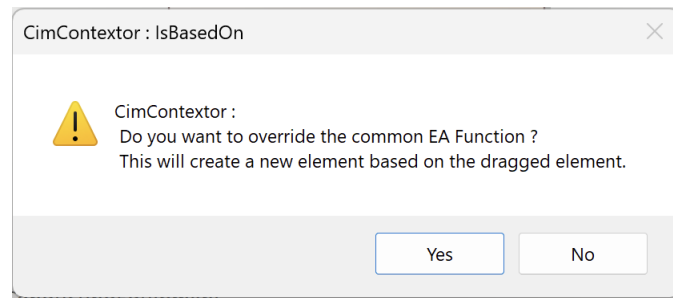 CimContextor : IsBasedOn
CimContextor :
Do you want to override the common EA Function ?
This will create a new element based on the dragged element.
Yes
No